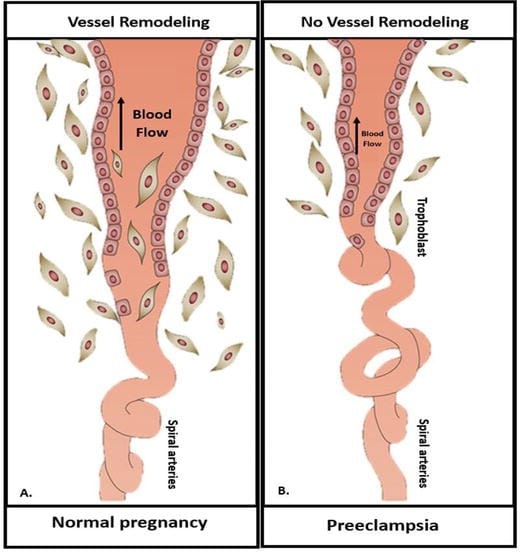 Vessel Remodeling
No Vessel Remodeling
Blood
Flow
Spiral arteries
A.
Blood
Flow
Trophoblast
Spiral arteries
B.
Normal pregnancy
Preeclampsia